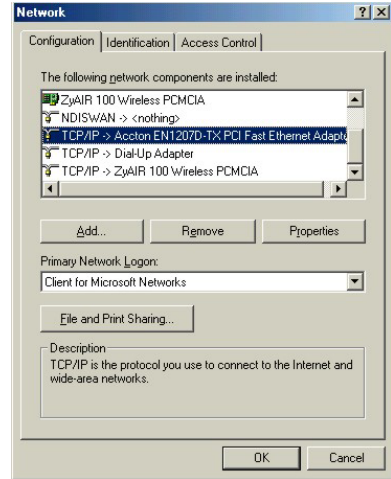 Network
Configuration Identification Access Control
The following network components are installed:
ZyAIR 100 Wireless PCMCIA
NDISWAN -> <nothing>
TCP/IP -> Accton EN1207D-TX PCI Fast Ethernet Adapte
TCP/IP -> Dial-Up Adapter
TCP/IP -> ZyAIR 100 Wireless PCMCIA
Add... Remove Properties
Primary Network Logon:
Client for Microsoft Networks
File and Print Sharing...
Description
TCP/IP is the protocol you use to connect to the Internet and
wide-area networks.
OK Cancel